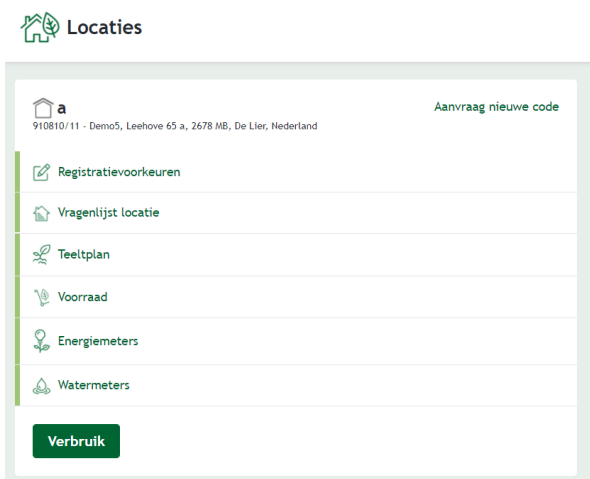 Locaties
a
Aanvraag nieuwe code
910810/11 - Demo5, Leehove 65 a, 2678 MB, De Lier, Nederland
Registratievoorkeuren
Vragenlijst locatie
Teeltplan
Voorraad
Energiemeters
Watermeters
Verbruik